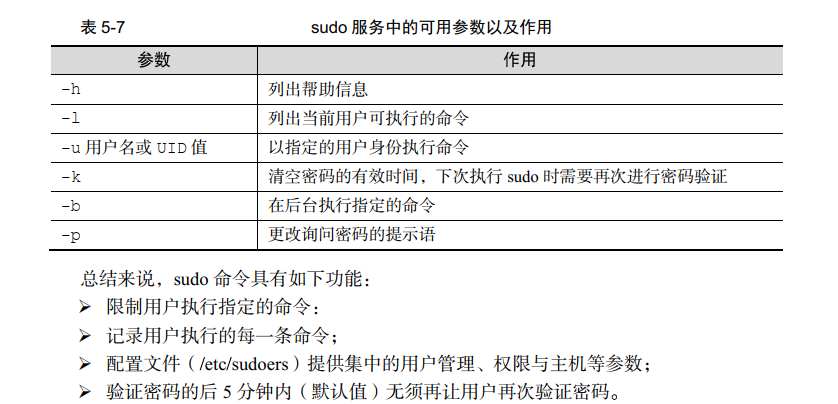 表 5-7 sudo 服务中的可用参数以及作用
参数 作用
-h 列出帮助信息
-l 列出当前用户可执行的命令
-u 用户名或 UID 值 以指定的用户身份执行命令
-k 清空密码的有效时间，下次执行 sudo 时需要再次进行密码验证
-b 在后台执行指定的命令
-p 更改询问密码的提示语
总结来说，sudo 命令具有如下功能：
➢ 限制用户执行指定的命令：
➢ 记录用户执行的每一条命令；
➢ 配置文件（/etc/sudoers）提供集中的用户管理、权限与主机等参数；
➢ 验证密码的后 5 分钟内（默认值）无须再让用户再次验证密码。